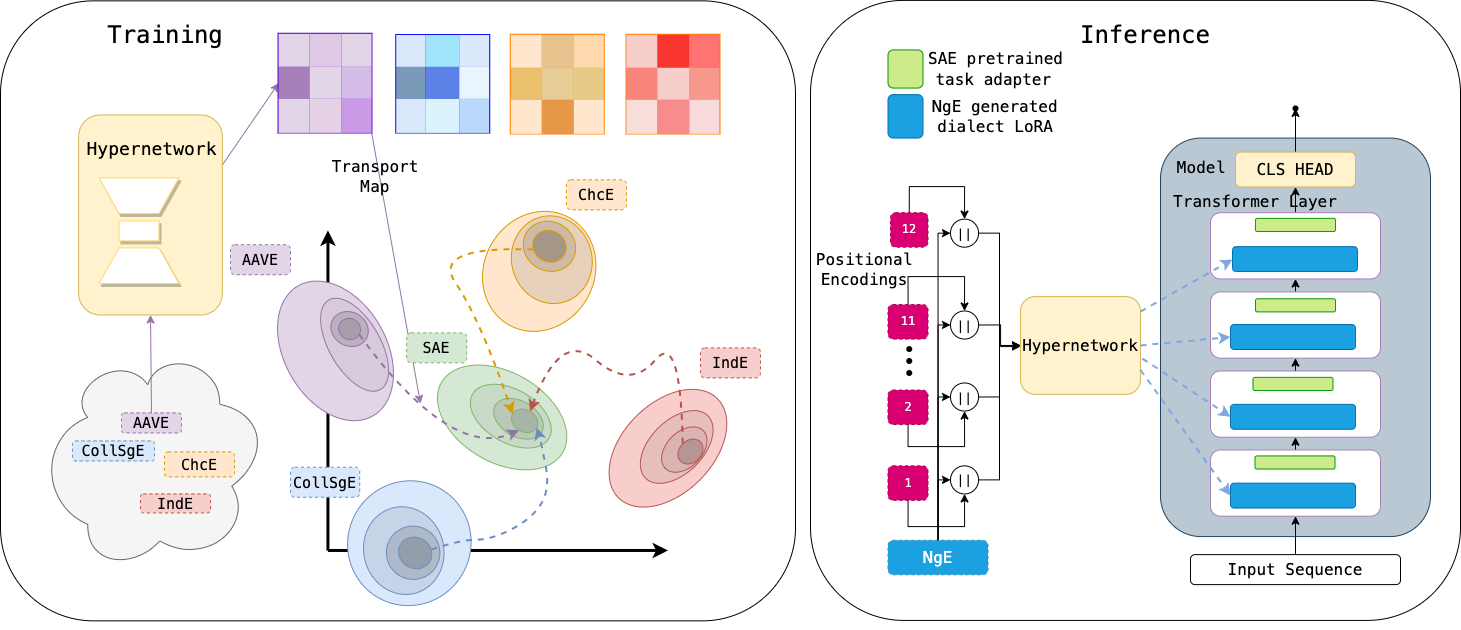 Training
Hypernetwork
Transport
Map
ChcE
AAVE
SAE
IndE
AAVE
CollSgE
ChcE
IndE
CollSgE
Inference
SAE pretrained
task adapter
NgE generated
dialect LoRA
Model
CLS HEAD
Transformer Layer
12
||
Positional
Encodings
11
||
Hypernetwork
2
||
1
||
NgE
Input Sequence